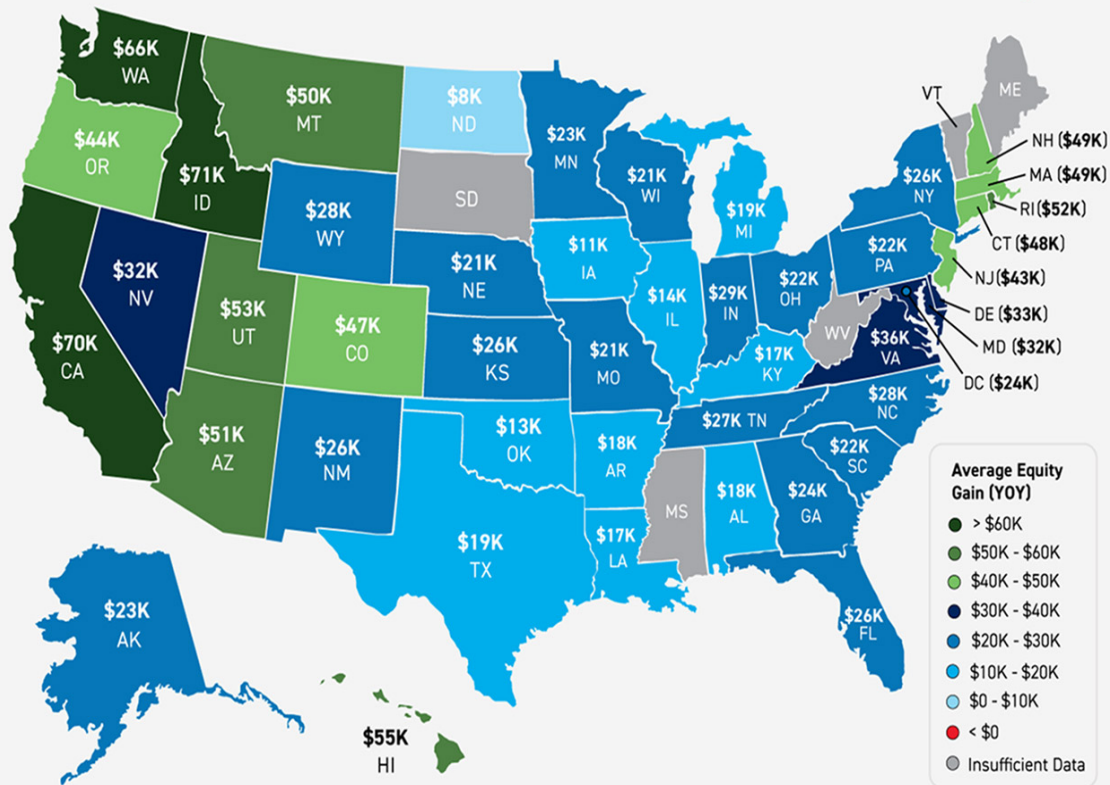 $66K
WA
$44K
OR
$71K
ID
$50K
MT
$8K
ND
SD
$28K
WY
$32K
NV
$70K
CA
$53K
UT
$47K
CO
$51K
AZ
$26K
NM
$21K
NE
$26K
KS
$13K
OK
$19K
TX
$23K
MN
$11K
IA
$21K
MO
$18K
AR
$17K
LA
$21K
WI
$14K
IL
$19K
MI
$29K
IN
$22K
OH
$17K
KY
$27K TN
MS
$18K
AL
$24K
GA
$26K
FL
$22K
SC
$28K
NC
$36K
VA
WV
$22K
PA
$26K
NY
VT
ME
NH ($49K)
MA ($49K)
RI($52K)
CT ($48K)
NJ($43K)
DE ($33K)
MD ($32K)
DC ($24K)
$23K
AK
$55K
HI
Average Equity
Gain (YOY)
> $60K
$50K - $60K
$40K - $50K
$30K - $40K
$20K - $30K
$10K - $20K
$0 - $10K
< $0
Insufficient Data